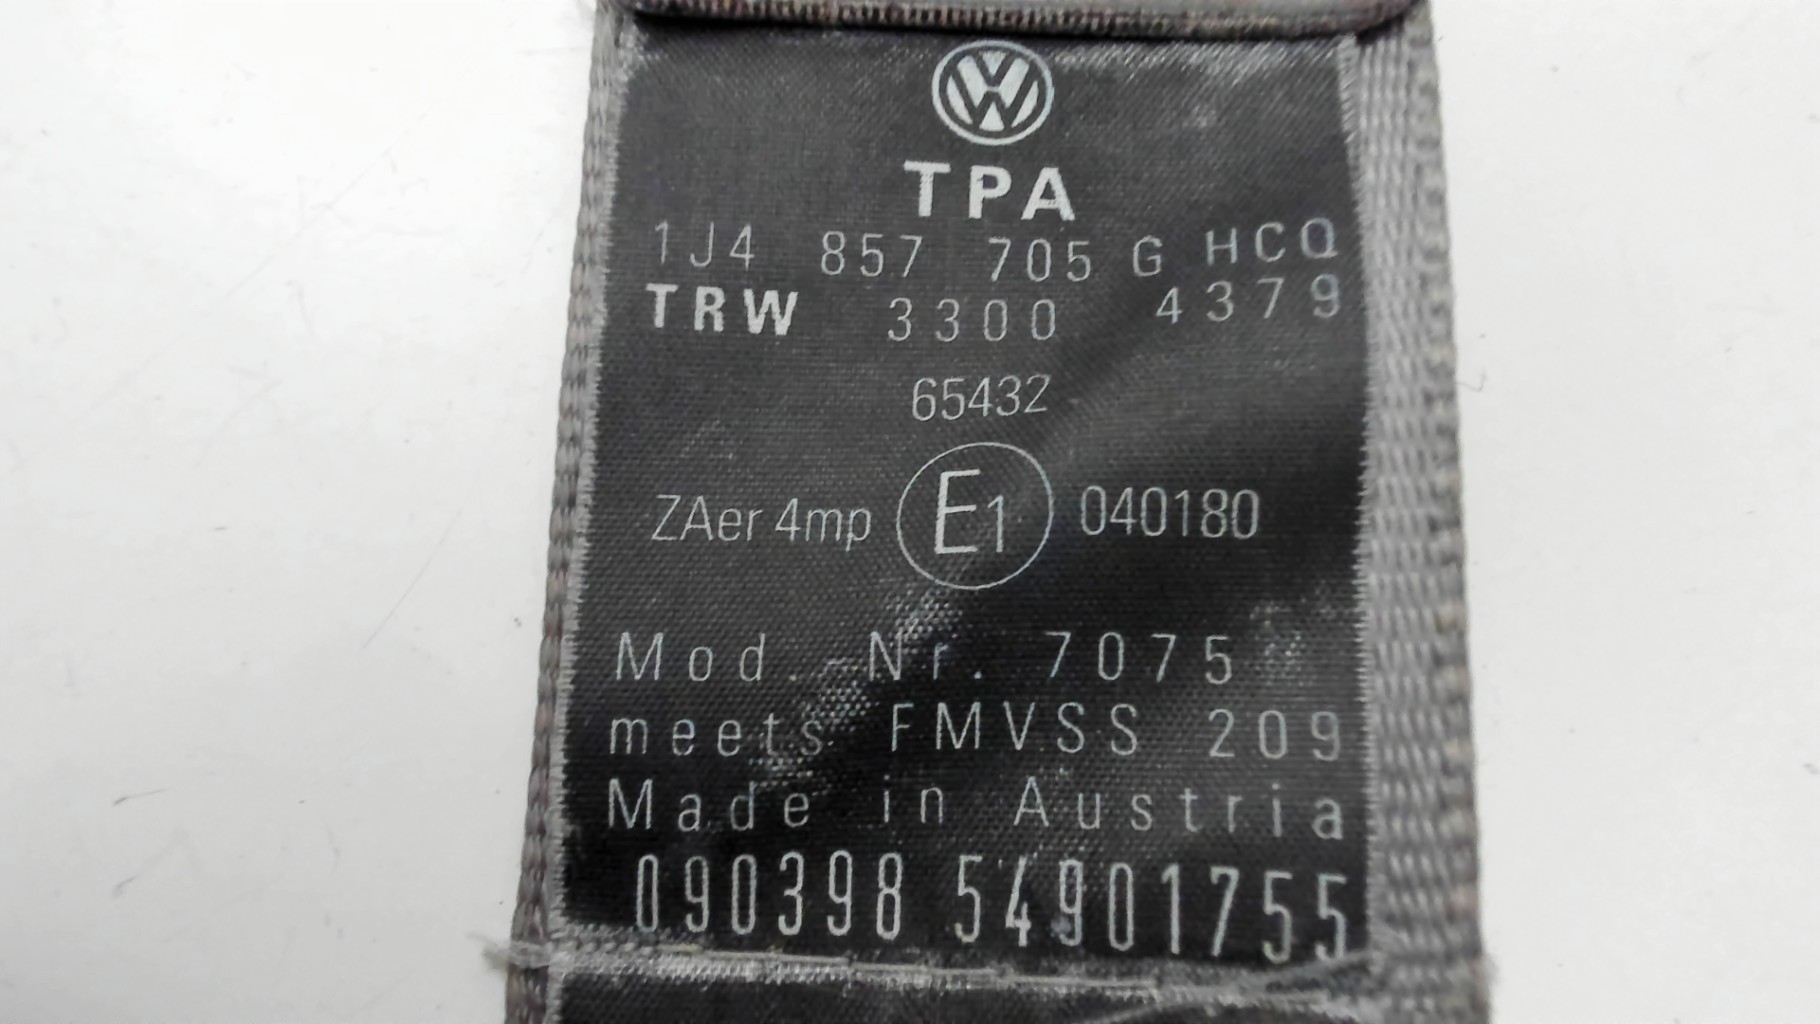 VW
TPA
1J4 857 705 G HCQ
TRW 3300 4379
65432
ZAer 4mp E1 040180
Mod.-Nr. 7075
meets FMVSS 209
Made in Austria
090398 54901755